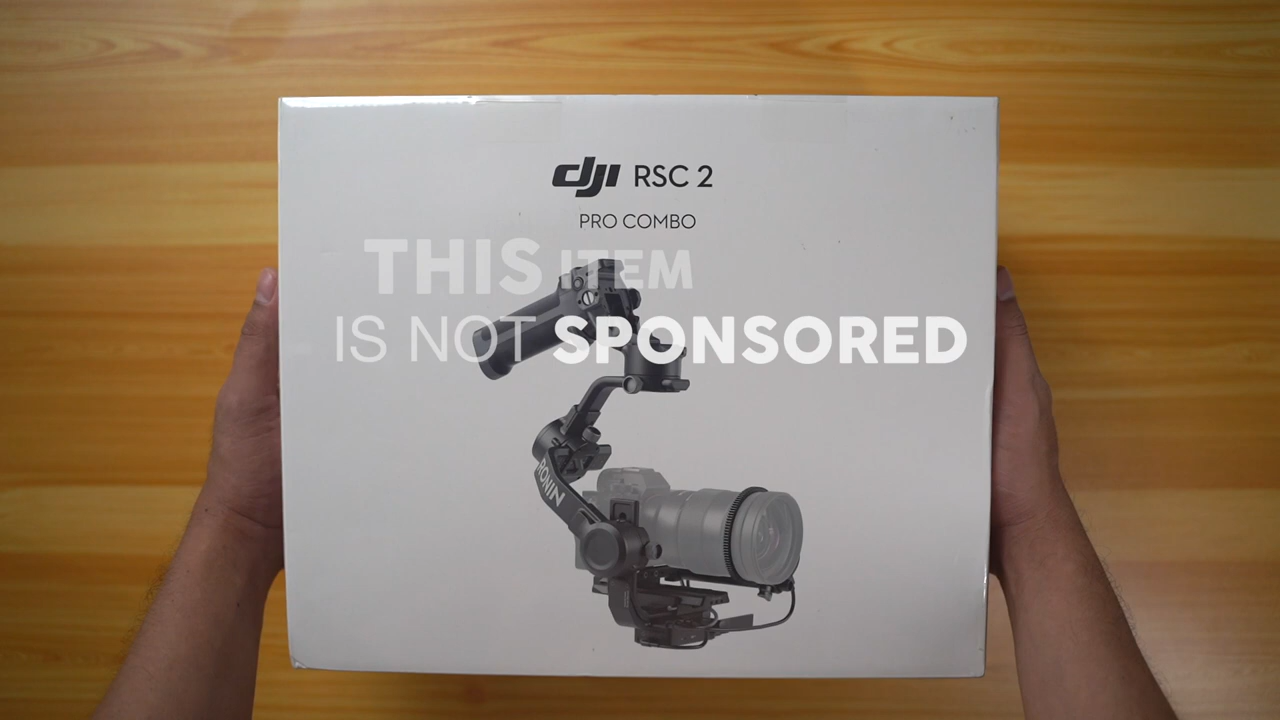 dji RSC 2
PRO COMBO
THIS ITEM
IS NOT SPONSORED
RONIN